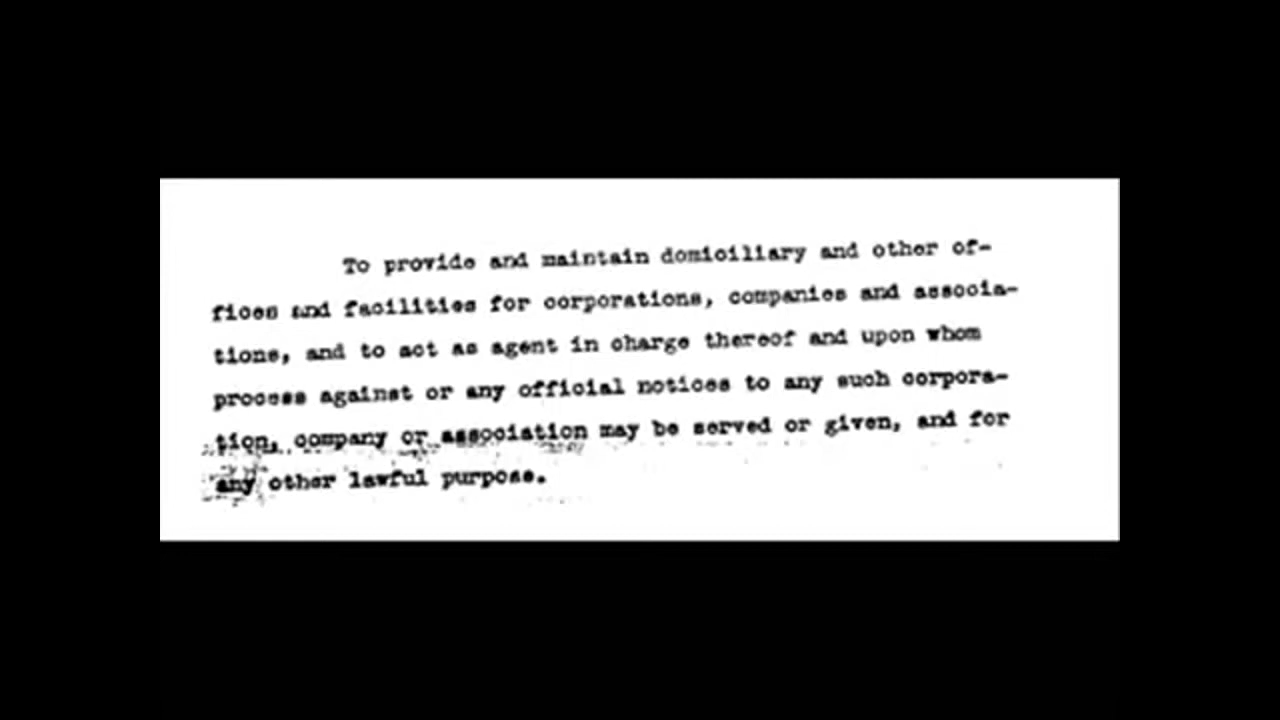 To provide and maintain domiciliary and other of-
fices and facilities for corporations, companies and associa-
tions, and to act as agent in charge thereof and upon whom
process against or any official notices to any such corpora-
tion, company or association may be served or given, and for
any other lawful purpose.